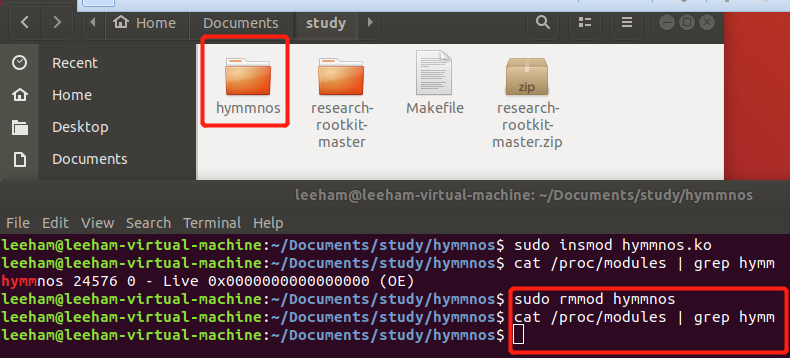 Home Documents study
Recent
Home
Desktop
Documents
hymmnos
research-
rootkit-
master
Makefile
zip
research-
rootkit-
master.zip
leeham@leeham-virtual-machine: ~/Documents/study/hymmnos
File Edit View Search Terminal Help
leeham@leeham-virtual-machine:~/Documents/study/hymmnos$ sudo insmod hymmnos.ko
leeham@leeham-virtual-machine:~/Documents/study/hymmnos$ cat /proc/modules | grep hymm
hymmnos 24576 0 - Live 0x0000000000000000 (OE)
leeham@leeham-virtual-machine:~/Documents/study/hymmnos$ sudo rmmod hymmnos
leeham@leeham-virtual-machine:~/Documents/study/hymmnos$ cat /proc/modules | grep hymm
leeham@leeham-virtual-machine:~/Documents/study/hymmnos$